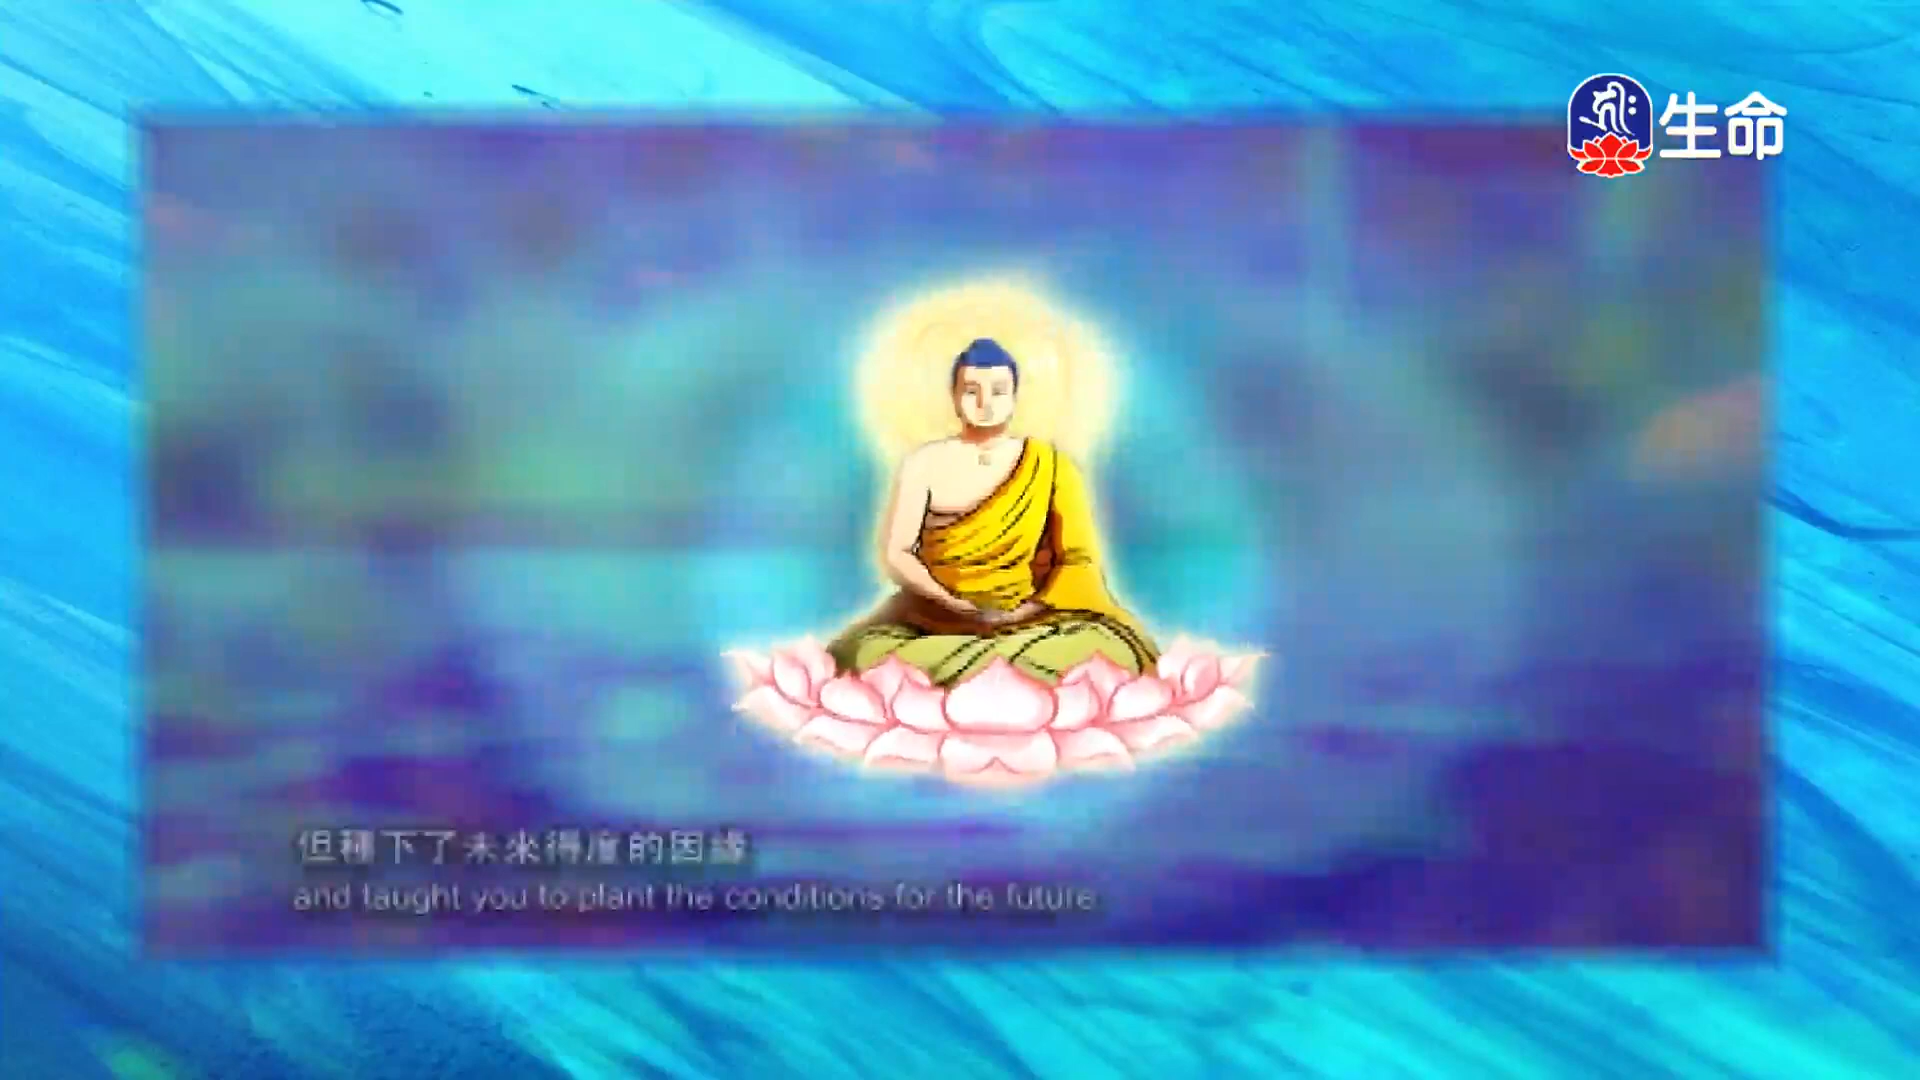 生命
但種下了未來得度的因緣
and taught you to plant the conditions for the future